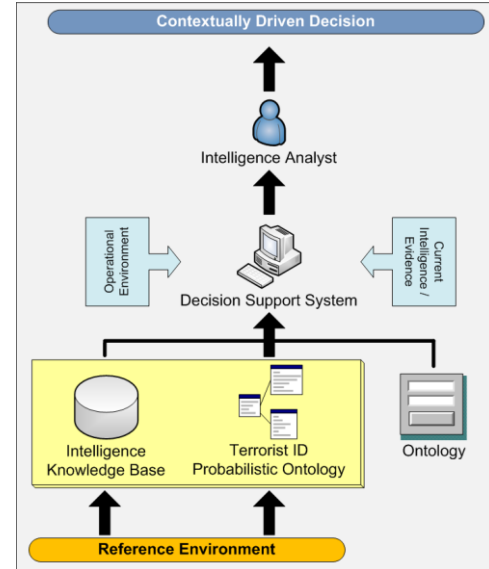 Contextually Driven Decision
Intelligence Analyst
Operational
Environment
Current
Intelligence /
Evidence
Decision Support System
Intelligence
Knowledge Base
Terrorist ID
Probabilistic Ontology
Ontology
Reference Environment